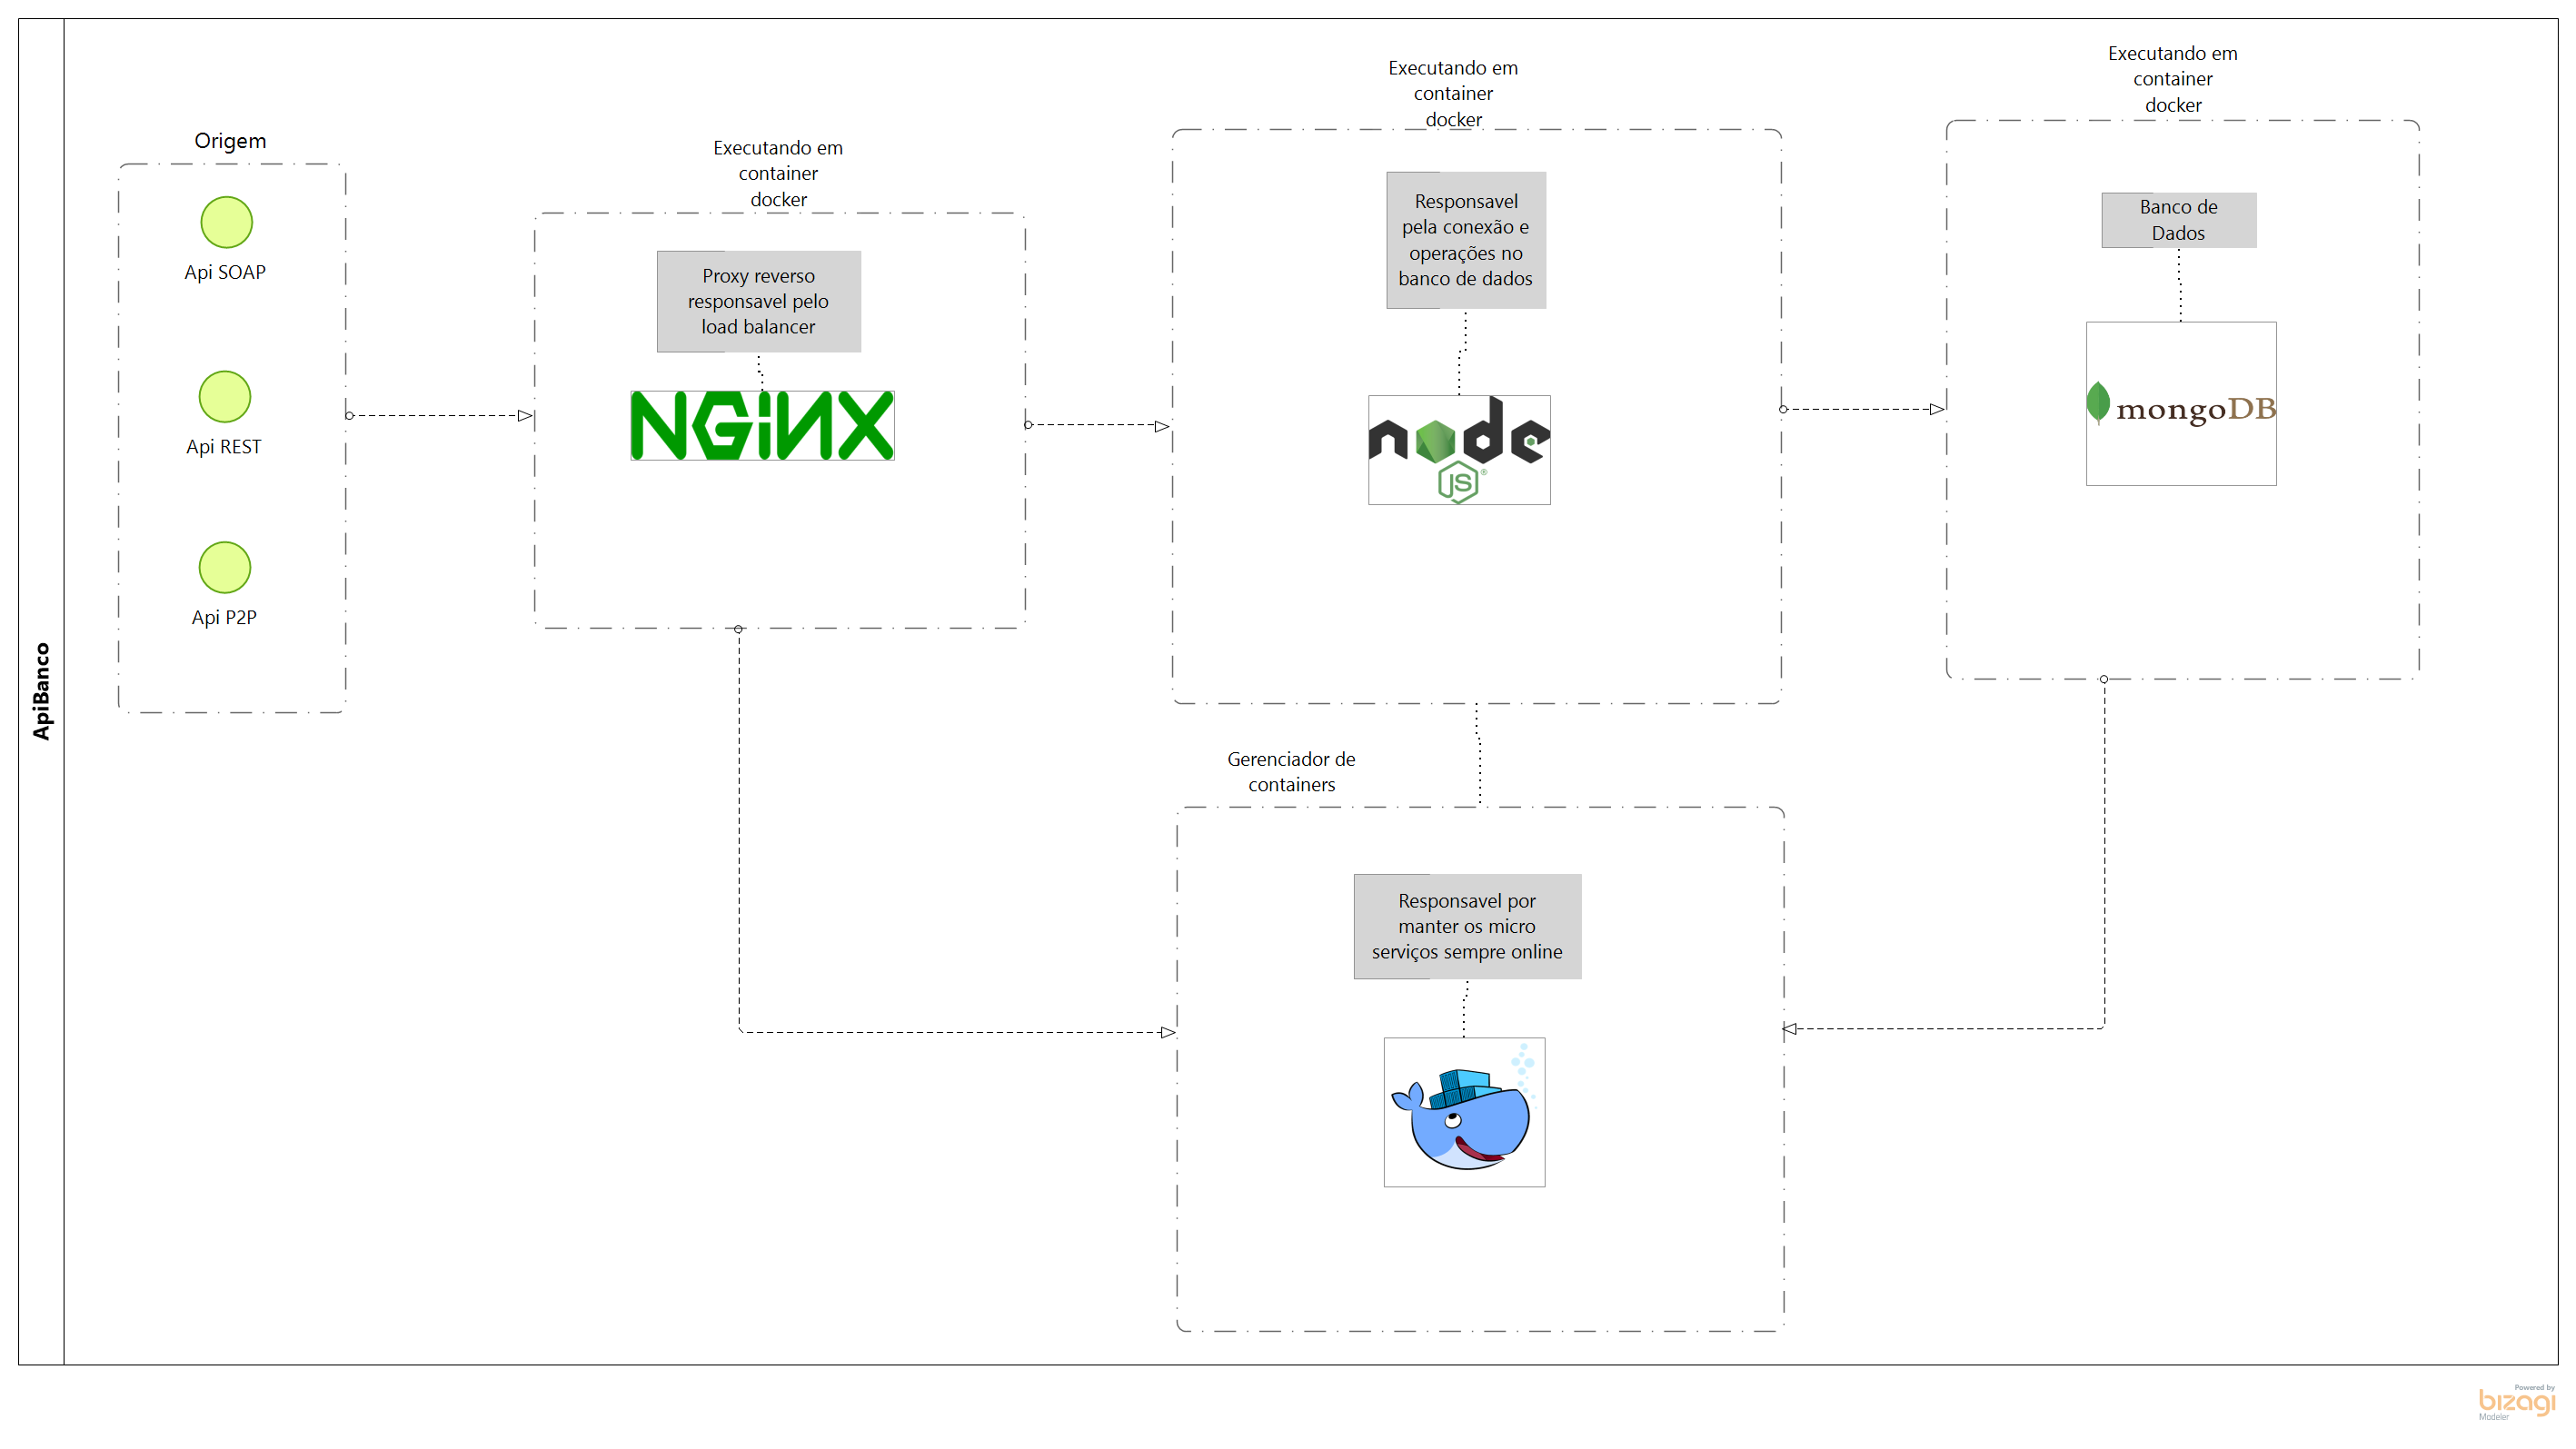 ApiBanco
Origem
Api SOAP
Api REST
Api P2P
Executando em
container
docker
Proxy reverso
responsavel pelo
load balancer
NGiNX
Executando em
container
docker
Responsavel
pela conexão e
operações no
banco de dados
node
JS
®
Executando em
container
docker
Banco de
Dados
mongoDB
Gerenciador de
containers
Responsavel por
manter os micro
serviços sempre online
Powered by
bizagi
Modeler